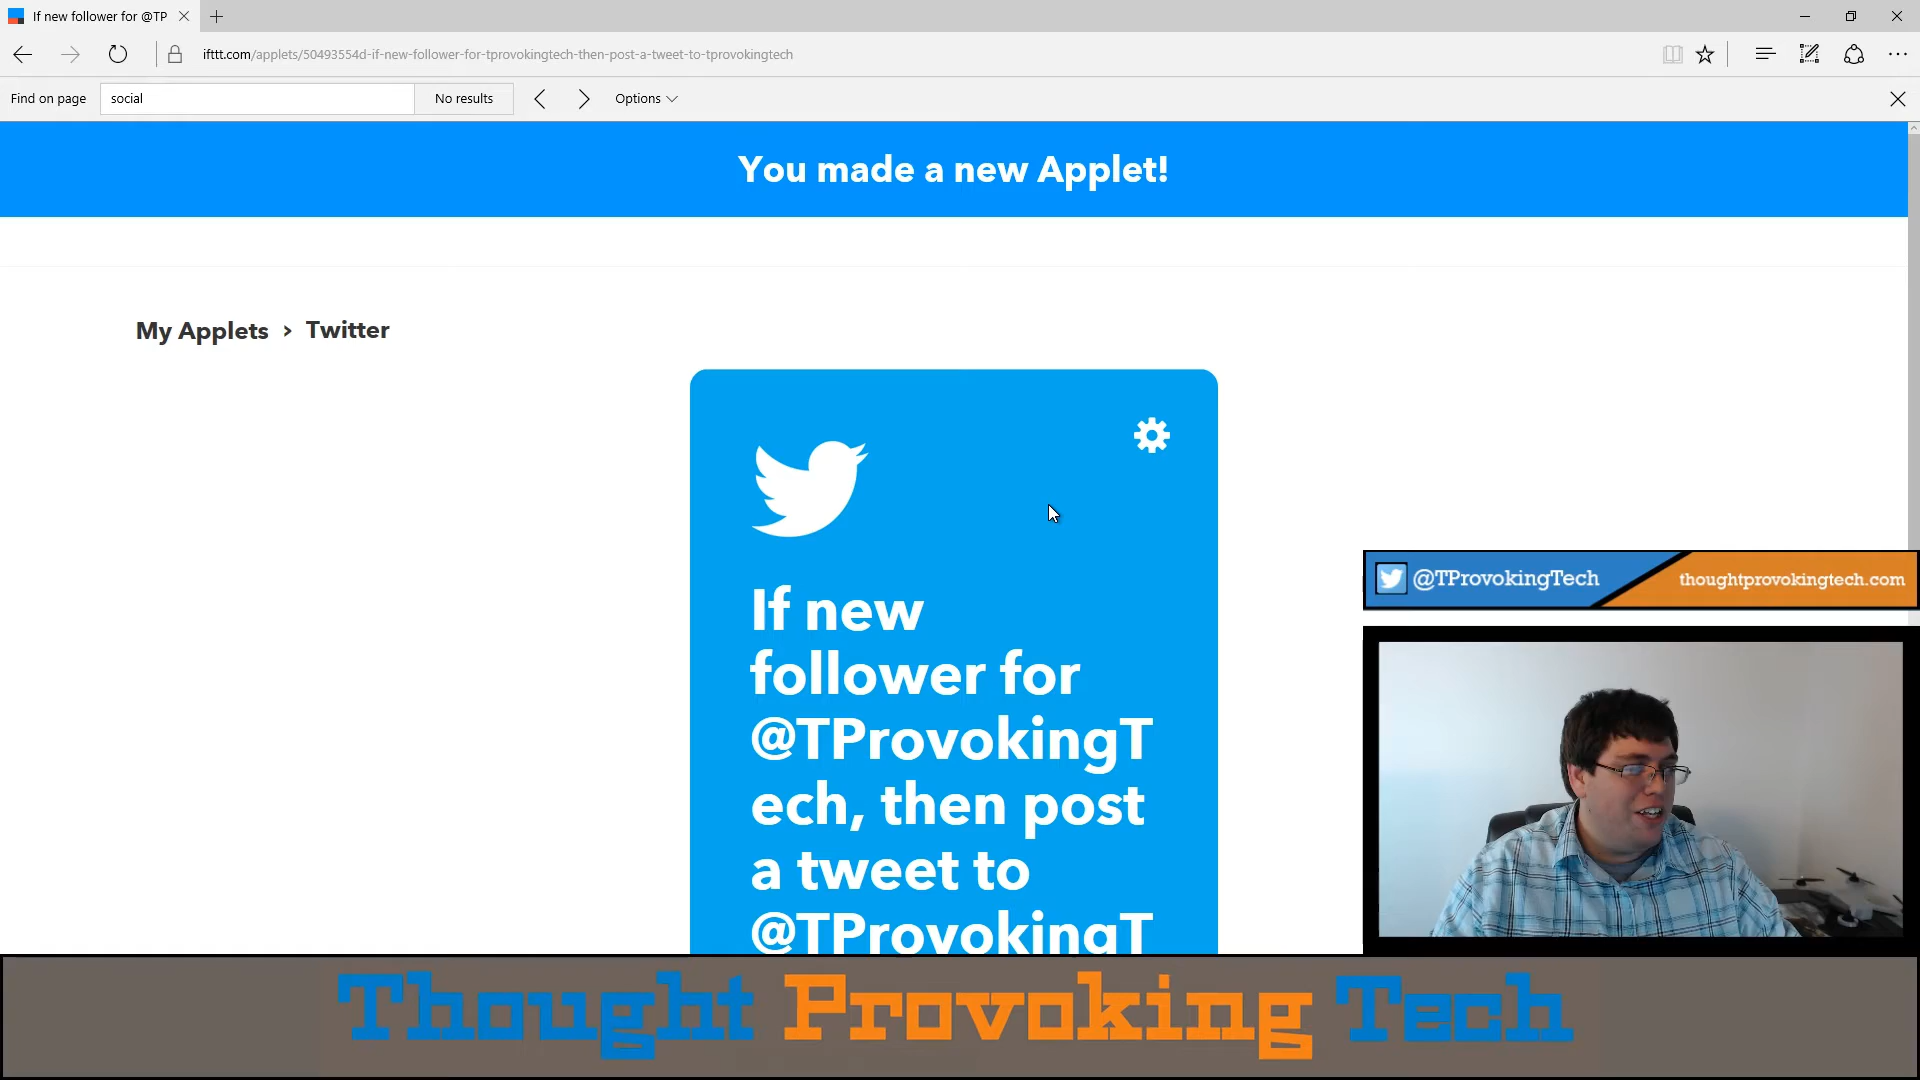 If new follower for @TP
ifttt.com/applets/50493554d-if-new-follower-for-tprovokingtech-then-post-a-tweet-to-tprovokingtech
Find on page social No results Options
You made a new Applet!
My Applets > Twitter
If new
follower for
@TProvokingT
ech, then post
a tweet to
@TProvokingT
@TProvokingTech thoughtprovokingtech.com
Thought Provoking Tech